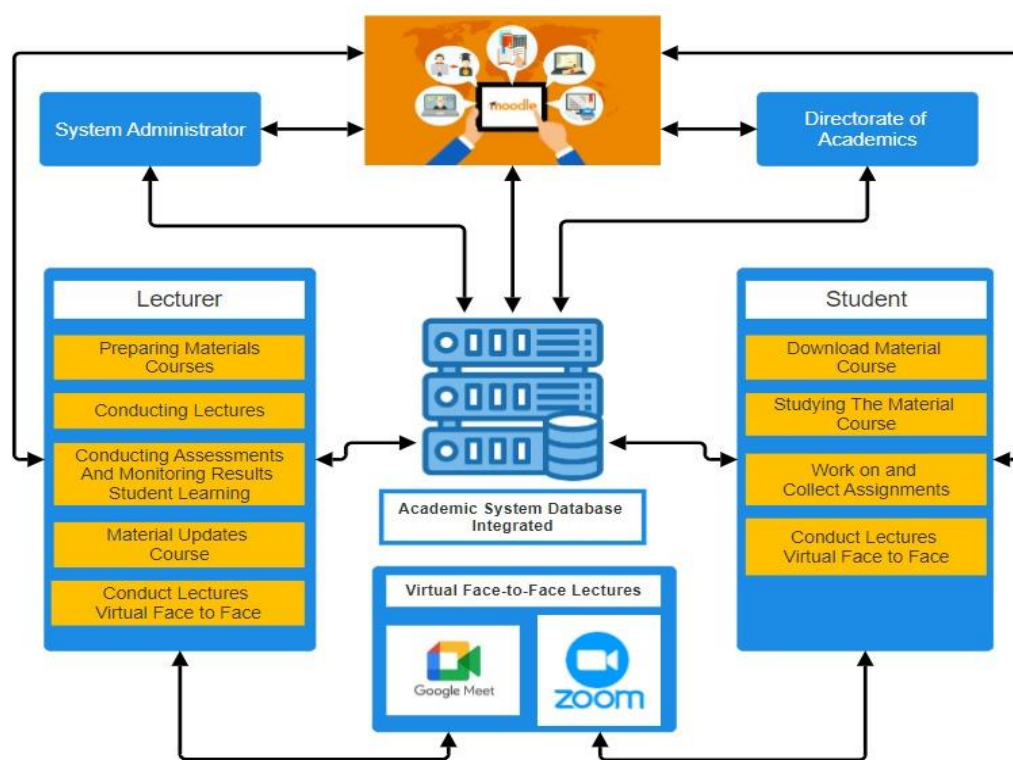 moodle
System Administrator
Directorate of
Academics
Lecturer
Preparing Materials
Courses
Conducting Lectures
Conducting Assessments
And Monitoring Results
Student Learning
Material Updates
Course
Conduct Lectures
Virtual Face to Face
Academic System Database
Integrated
Virtual Face-to-Face Lectures
Google Meet
zoom
Student
Download Material
Course
Studying The Material
Course
Work on and
Collect Assignments
Conduct Lectures
Virtual Face to Face